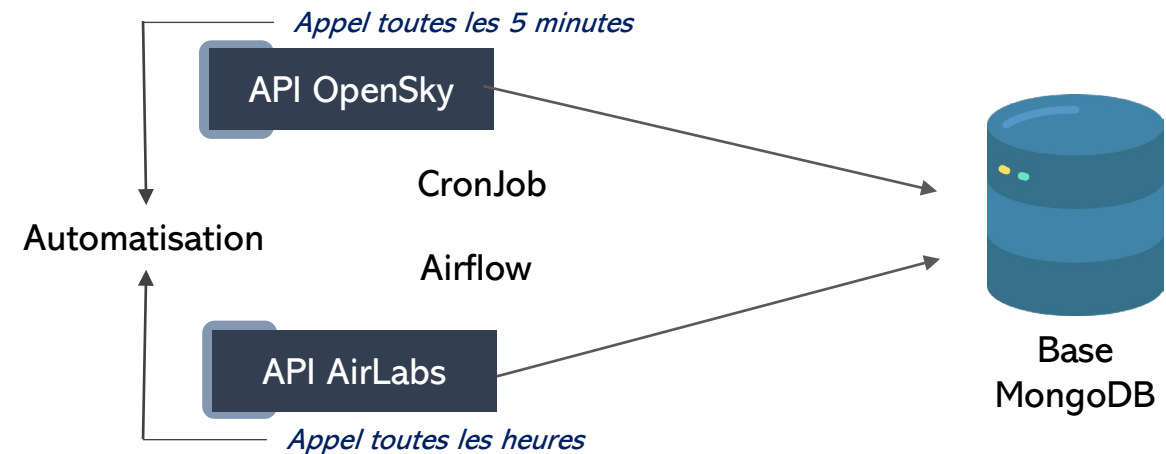 Appel toutes les 5 minutes
API OpenSky
CronJob
Automatisation
Airflow
API AirLabs
Appel toutes les heures
Base
MongoDB